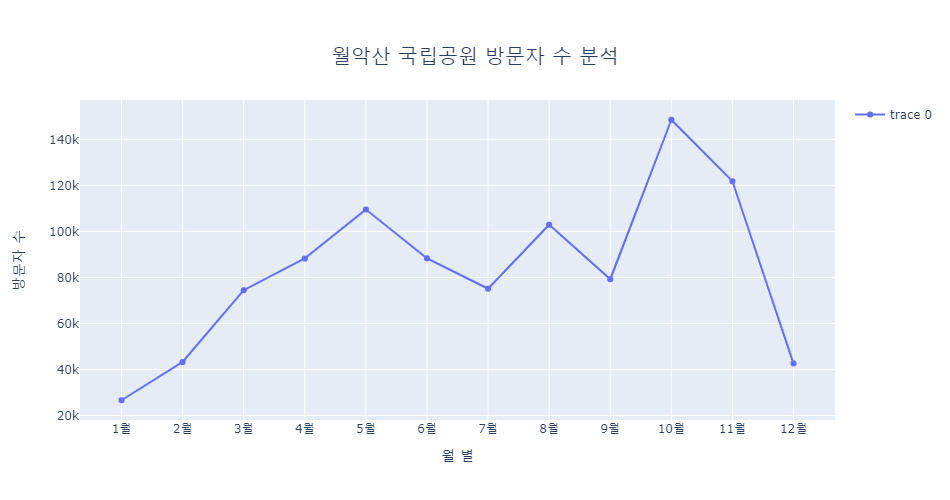 월악산 국립공원 방문자 수 분석
trace 0
방문자 수
140k
120k
100k
80k
60k
40k
20k
1월 2월 3월 4월 5월 6월 7월 8월 9월 10월 11월 12월
월 별